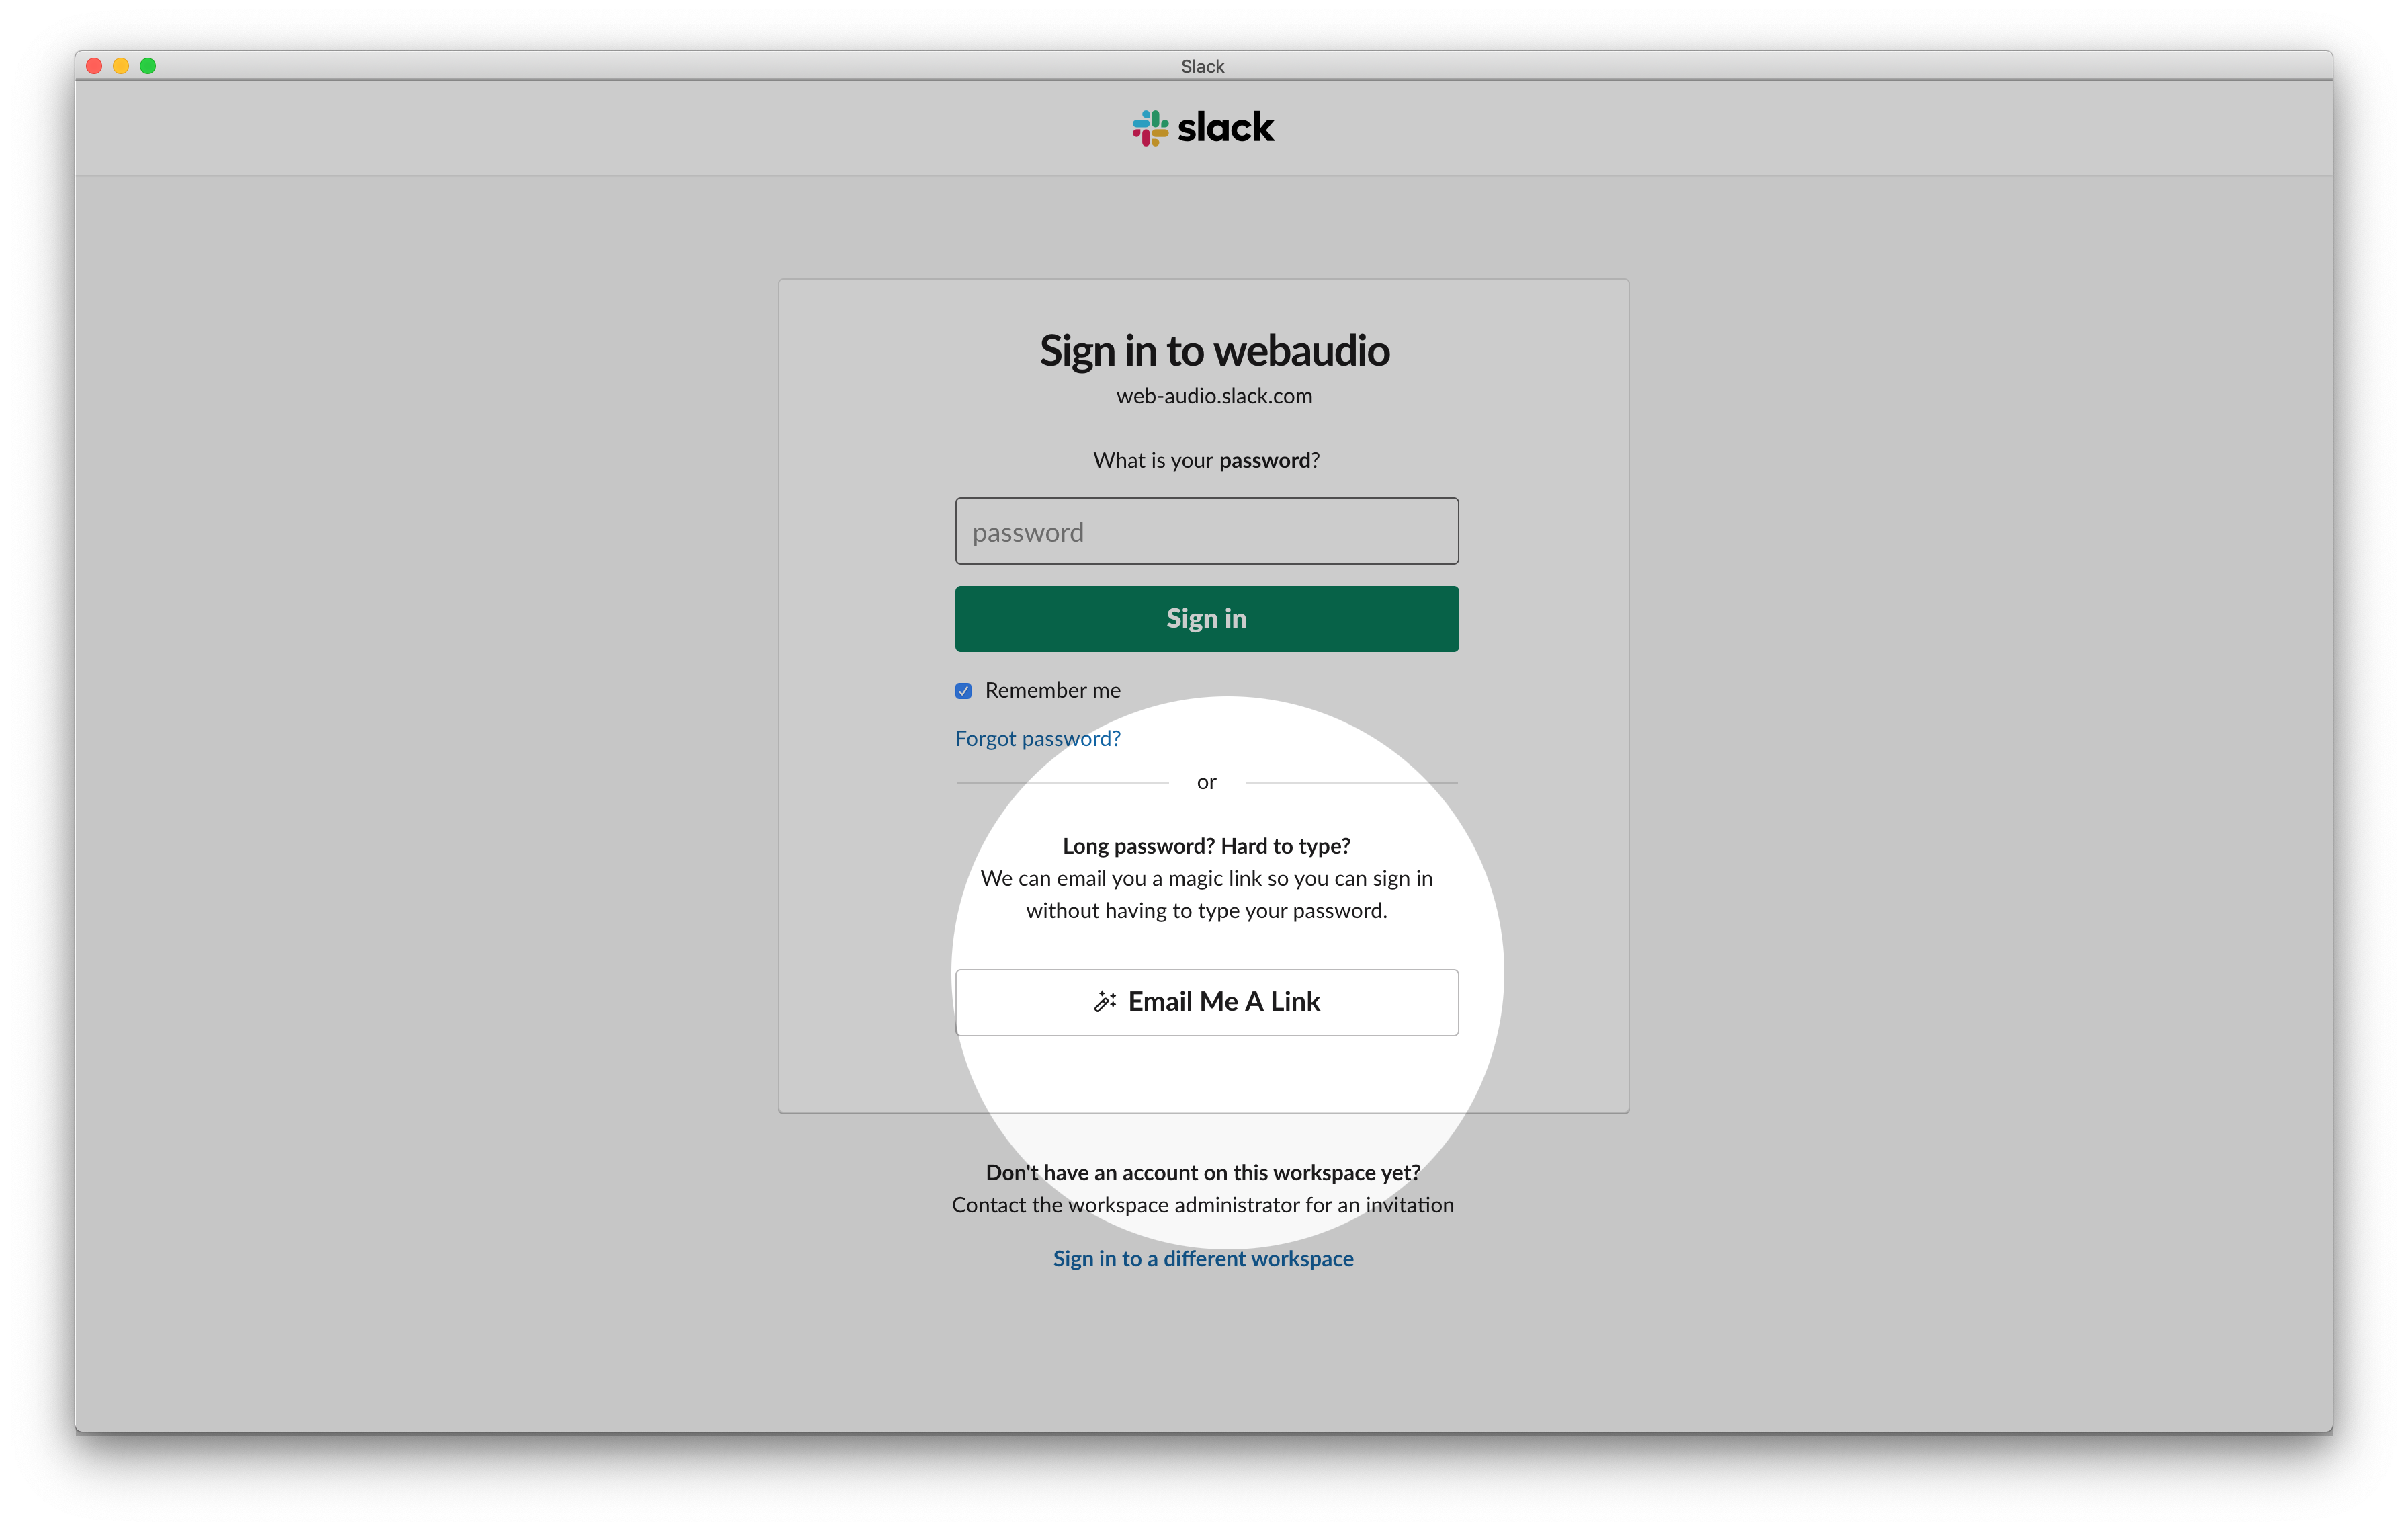 Slack
slack
Sign in to webaudio
web-audio.slack.com
What is your password?
password
Sign in
Remember me
Forgot password?
or
Long password? Hard to type?
We can email you a magic link so you can sign in
without having to type your password.
Email Me A Link
Don't have an account on this workspace yet?
Contact the workspace administrator for an invitation
Sign in to a different workspace